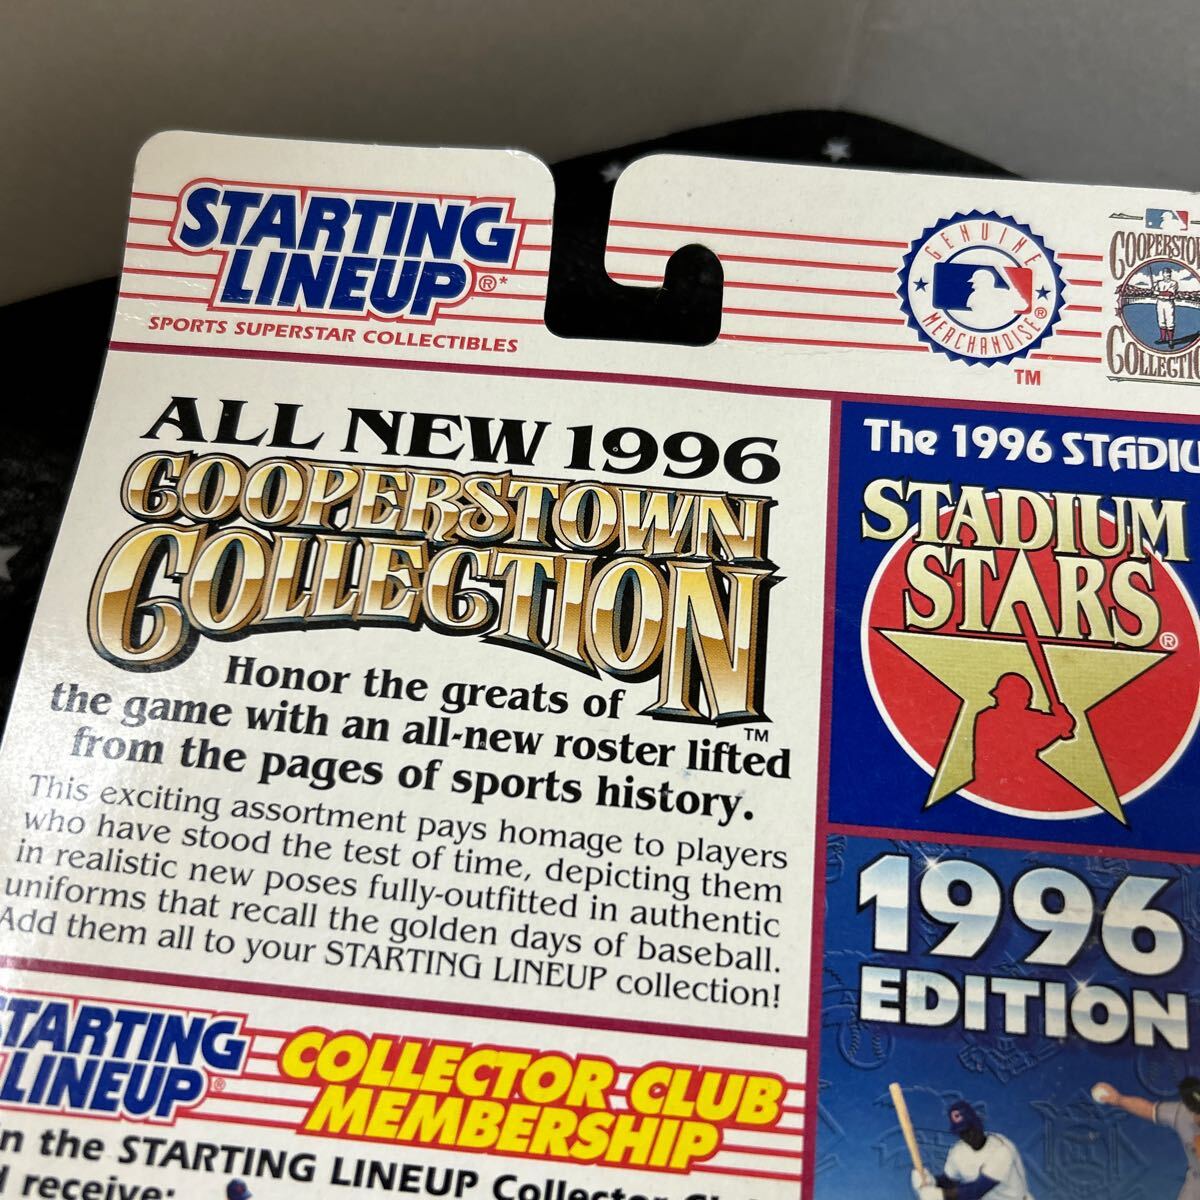 STARTING
LINEUP®*
SPORTS SUPERSTAR COLLECTIBLES
GENUINE
MERCHANDISE®
TM
COOPERSTOWN
COLLECTION
ALL NEW 1996
COOPERSTOWN
COLLECTION
TM
Honor the greats of
the game with an all-new roster lifted
from the pages of sports history.
This exciting assortment pays homage to players
who have stood the test of time, depicting them
in realistic new poses fully-outfitted in authentic
uniforms that recall the golden days of baseball.
Add them all to your STARTING LINEUP collection!
The 1996 STADIU
STADIUM
STARS®
1996
EDITION
STARTING
LINEUP®
COLLECTOR CLUB
MEMBERSHIP
in the STARTING LINEUP Collector
receive: